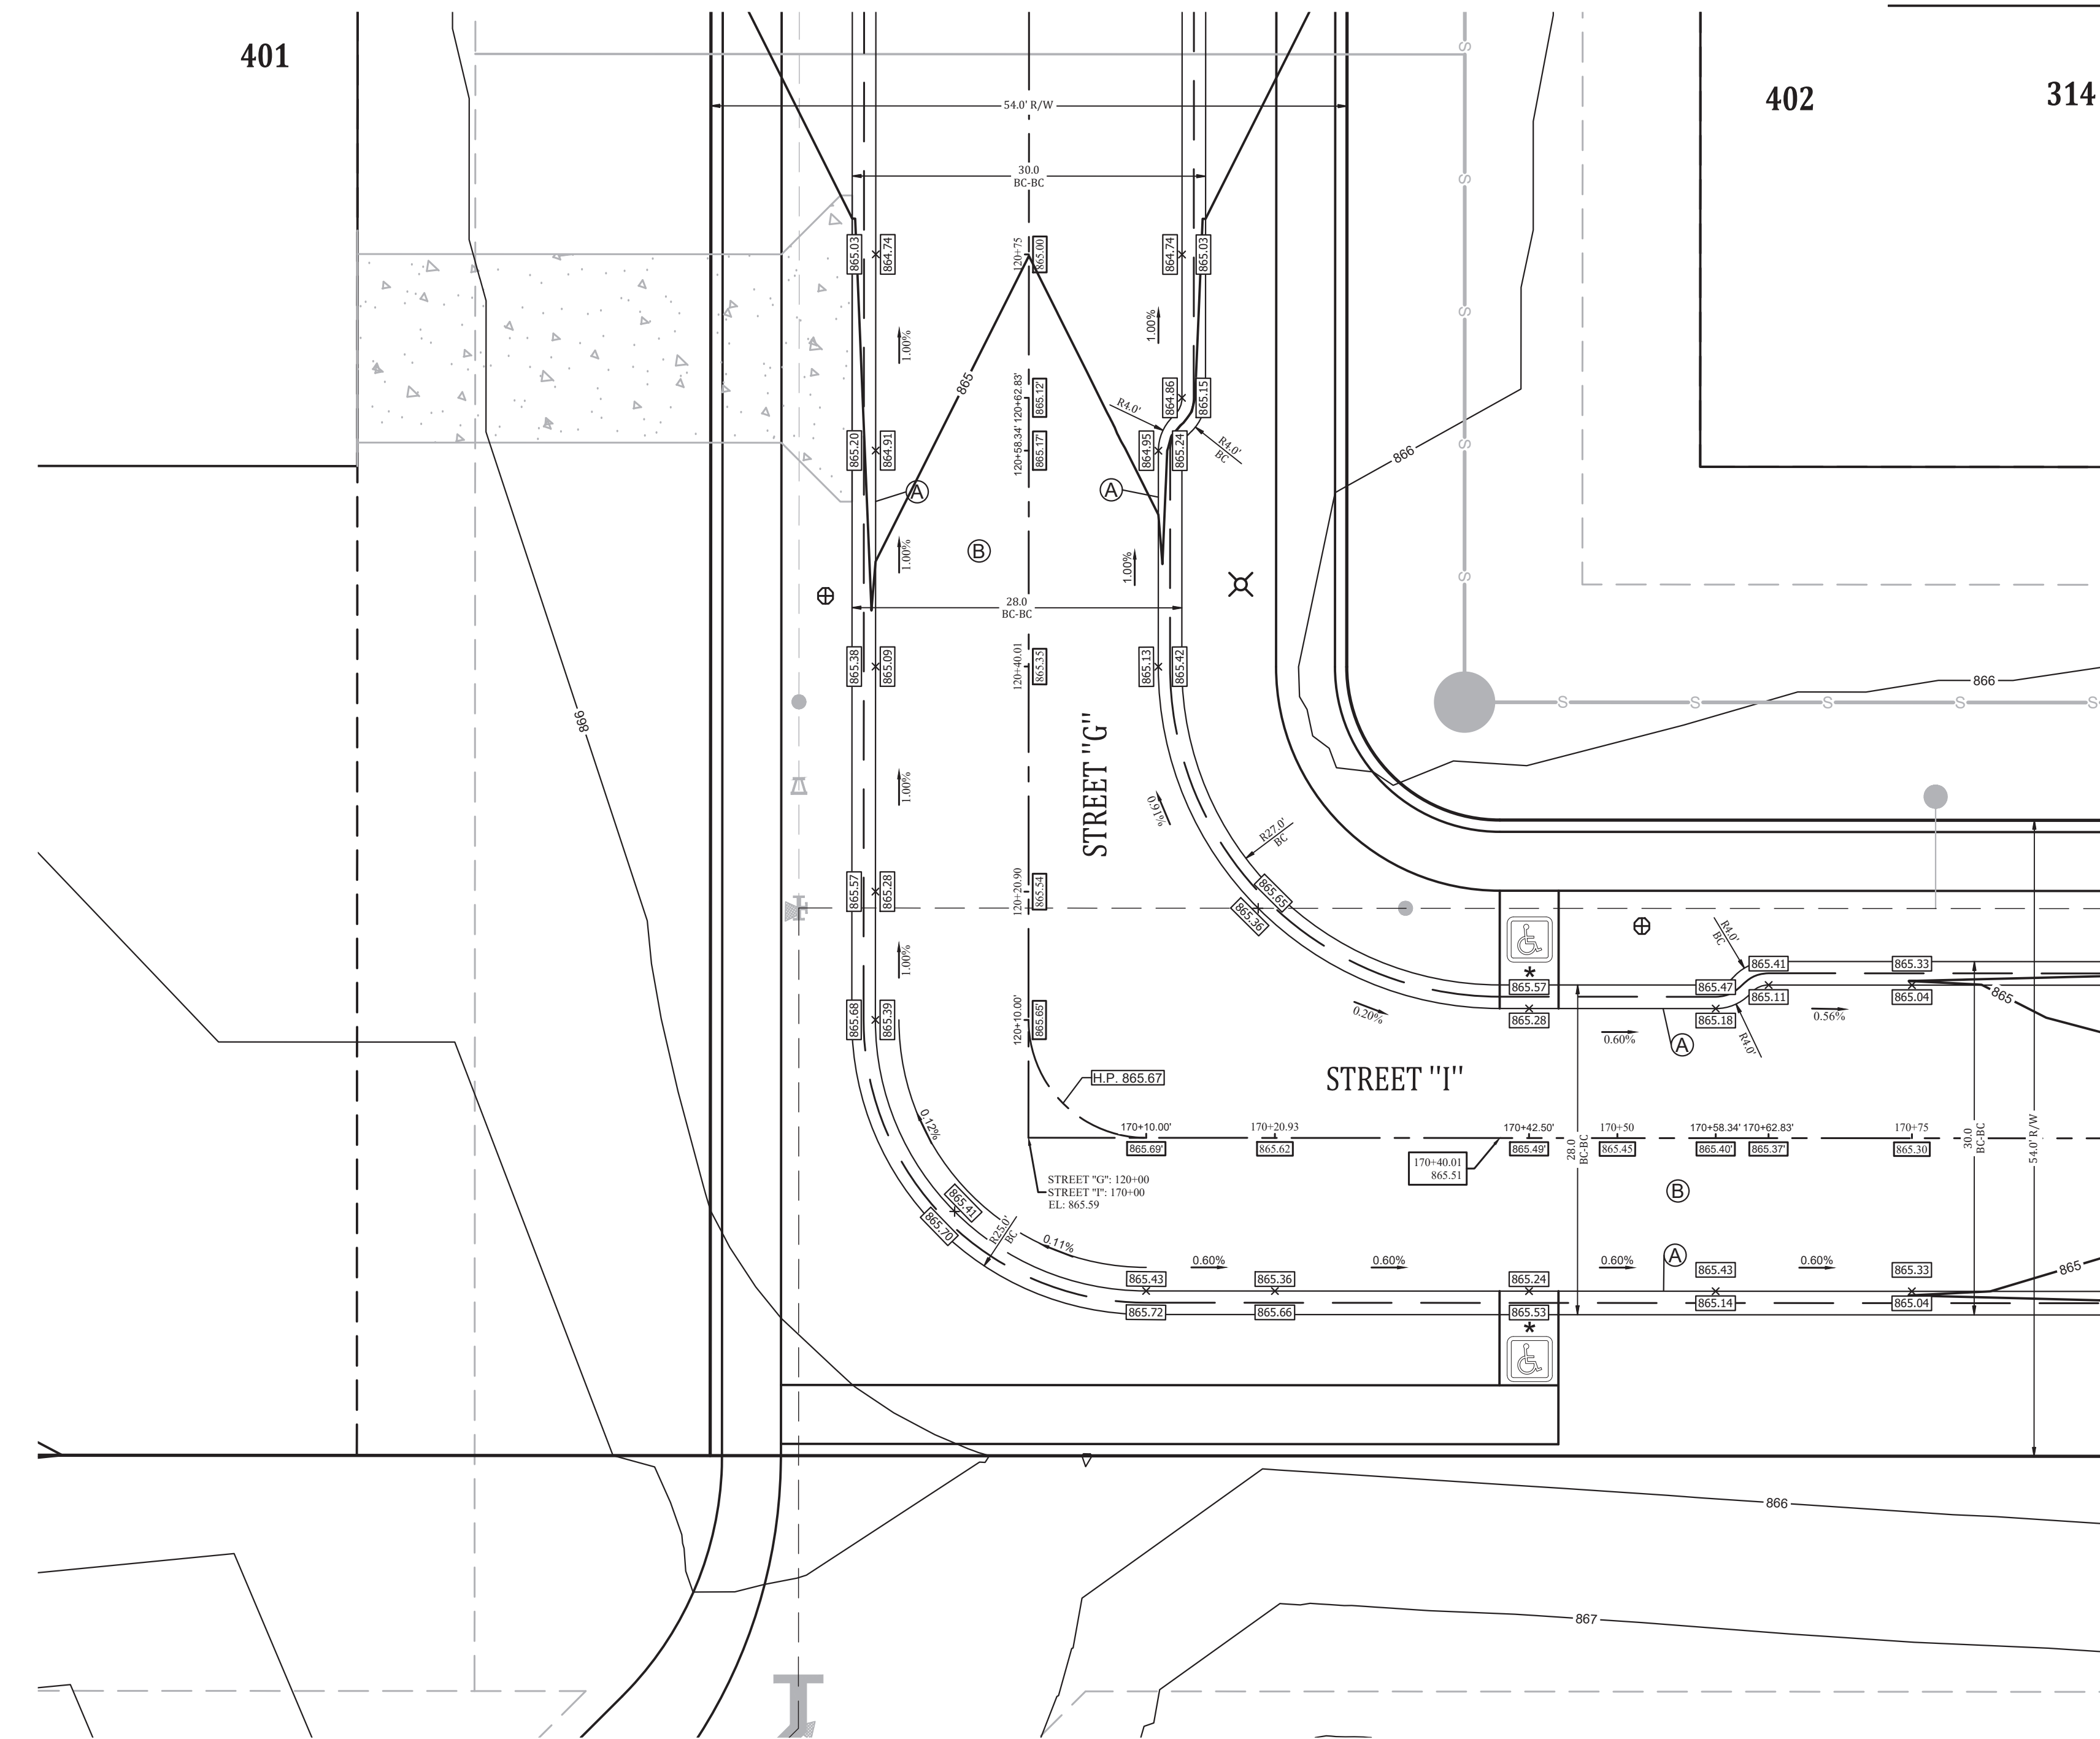 401
402
314
54.0' R/W
30.0
BC-BC
865.03
864.74
120+75
865.00
864.74
865.03
1.00%
1.00%
865
120+62.83'
865.12'
R4.0'
864.86
865.15
865.20
864.91
120+58.34'
865.17'
864.95
865.24
R4.0'
BC
866
A
A
B
1.00%
1.00%
28.0
BC-BC
865.38
865.09
120+40.01
865.35
865.13
865.42
866
866
S
S
S
S
S
S
S
S
S
S
STREET "G"
1.00%
0.91%
R27.0'
BC
865.57
865.28
120+20.90
865.54
865.65
865.36
1.00%
865.68
865.39
120+10.00'
865.65'
0.20%
*
865.57
865.28
R4.0'
BC
865.41
865.33
865.47
865.11
865.04
865
865.18
0.56%
0.60%
A
R4.0'
H.P. 865.67
STREET "I"
0.12%
170+10.00'
170+20.93
170+42.50'
170+50
170+58.34'
170+62.83'
170+75
865.69'
865.62
865.49'
865.45
865.40'
865.37'
865.30
28.0
BC-BC
30.0
BC-BC
54.0' R/W
170+40.01
865.51
STREET "G": 120+00
STREET "I": 170+00
EL: 865.59
B
865.41
865.70
R25.0'
BC
0.11%
0.60%
0.60%
0.60%
A
0.60%
865
865.43
865.36
865.24
865.43
865.33
865.72
865.66
865.53
865.14
865.04
*
866
867